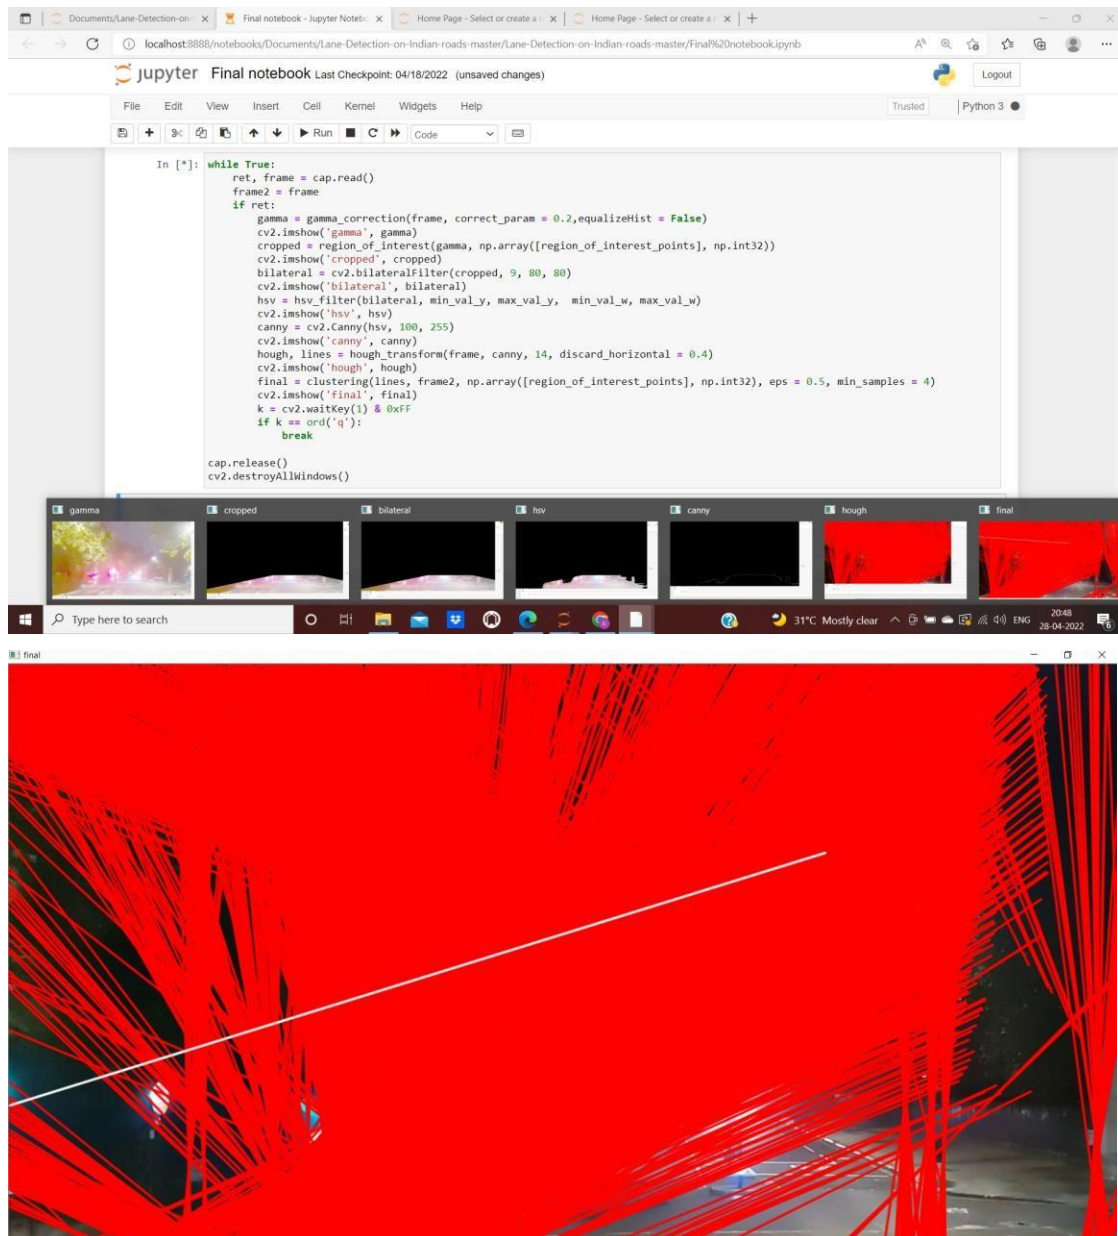 Documents/Lane-Detection-on-
Final notebook - Jupyter Notebo
Home Page - Select or create a
Home Page - Select or create a
localhost:8888/notebooks/Documents/Lane-Detection-on-Indian-roads-master/Lane-Detection-on-Indian-roads-master/Final%20notebook.ipynb
jupyter Final notebook Last Checkpoint: 04/18/2022 (unsaved changes)
Logout
File Edit View Insert Cell Kernel Widgets Help
Trusted Python 3
Run Code
In [*]: while True:
ret, frame = cap.read()
frame2 = frame
if ret:
gamma = gamma_correction(frame, correct_param = 0.2,equalizeHist = False)
cv2.imshow('gamma', gamma)
cropped = region_of_interest(gamma, np.array([region_of_interest_points], np.int32))
cv2.imshow('cropped', cropped)
bilateral = cv2.bilateralFilter(cropped, 9, 80, 80)
cv2.imshow('bilateral', bilateral)
hsv = hsv_filter(bilateral, min_val_y, max_val_y, min_val_w, max_val_w)
cv2.imshow('hsv', hsv)
canny = cv2.Canny(hsv, 100, 255)
cv2.imshow('canny', canny)
hough, lines = hough_transform(frame, canny, 14, discard_horizontal = 0.4)
cv2.imshow('hough', hough)
final = clustering(lines, frame2, np.array([region_of_interest_points], np.int32), eps = 0.5, min_samples = 4)
cv2.imshow('final', final)
k = cv2.waitKey(1) & 0xFF
if k == ord('q'):
break
cap.release()
cv2.destroyAllWindows()
gamma cropped bilateral hsv canny hough final
Type here to search
31°C Mostly clear
ENG
20:48
28-04-2022
6
final